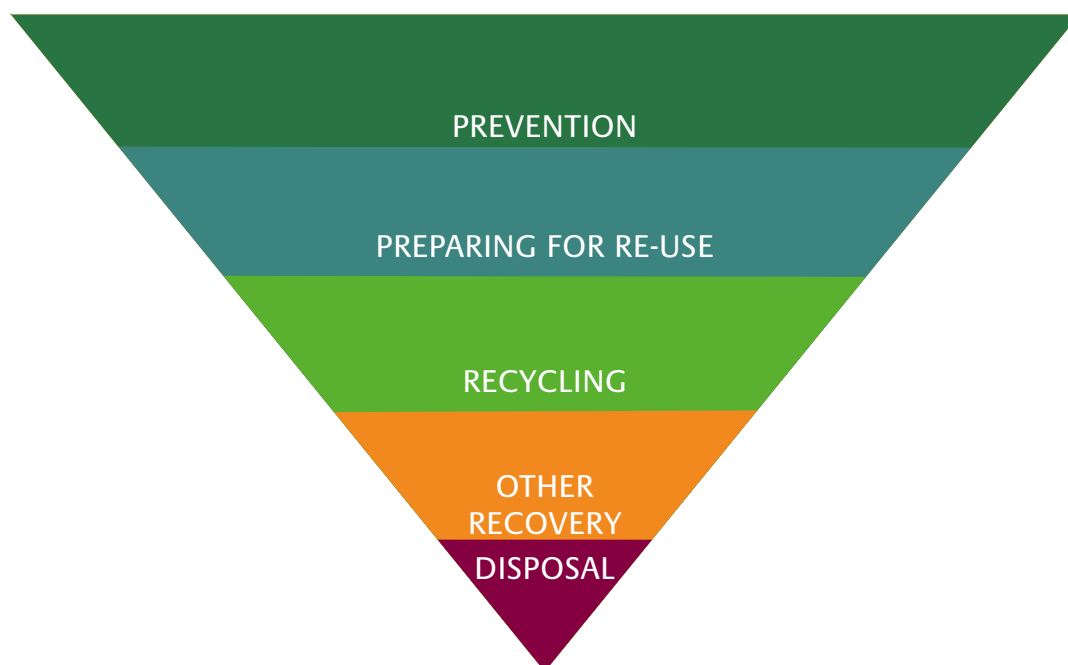 PREVENTION
PREPARING FOR RE-USE
RECYCLING
OTHER
RECOVERY
DISPOSAL